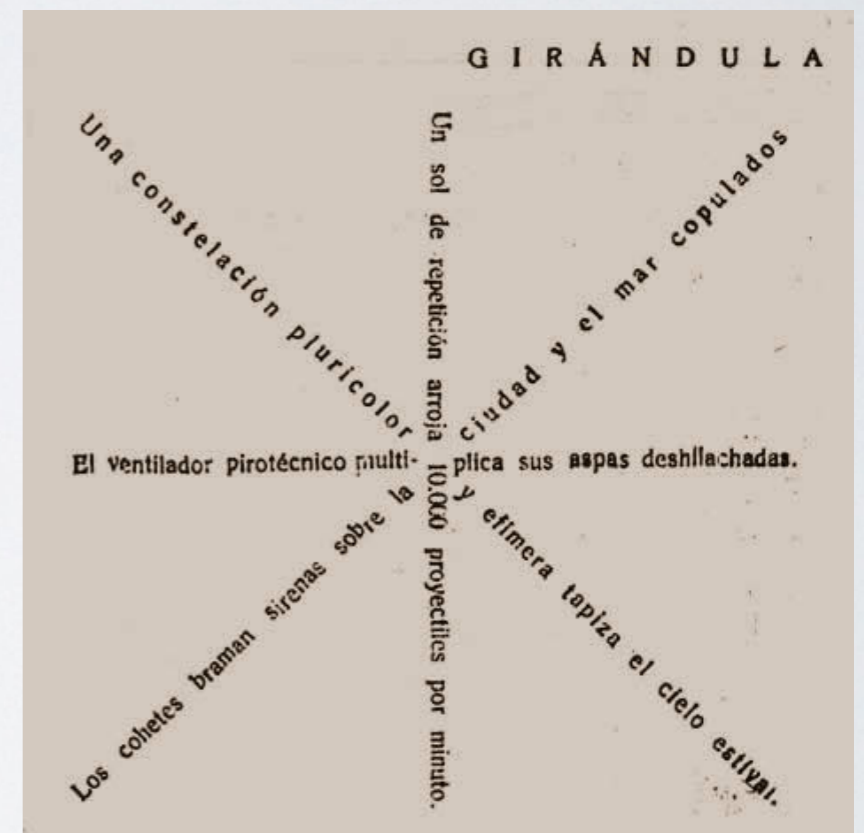 GIRÁNDULA
Una constelación pluricolor y efímera tapiza el cielo estival.
Un sol de repetición arroja 10.000 proyectiles por minuto.
Los cohetes braman sirenas sobre la ciudad y el mar copulados
El ventilador pirotécnico multi- plica sus aspas deshilachadas.